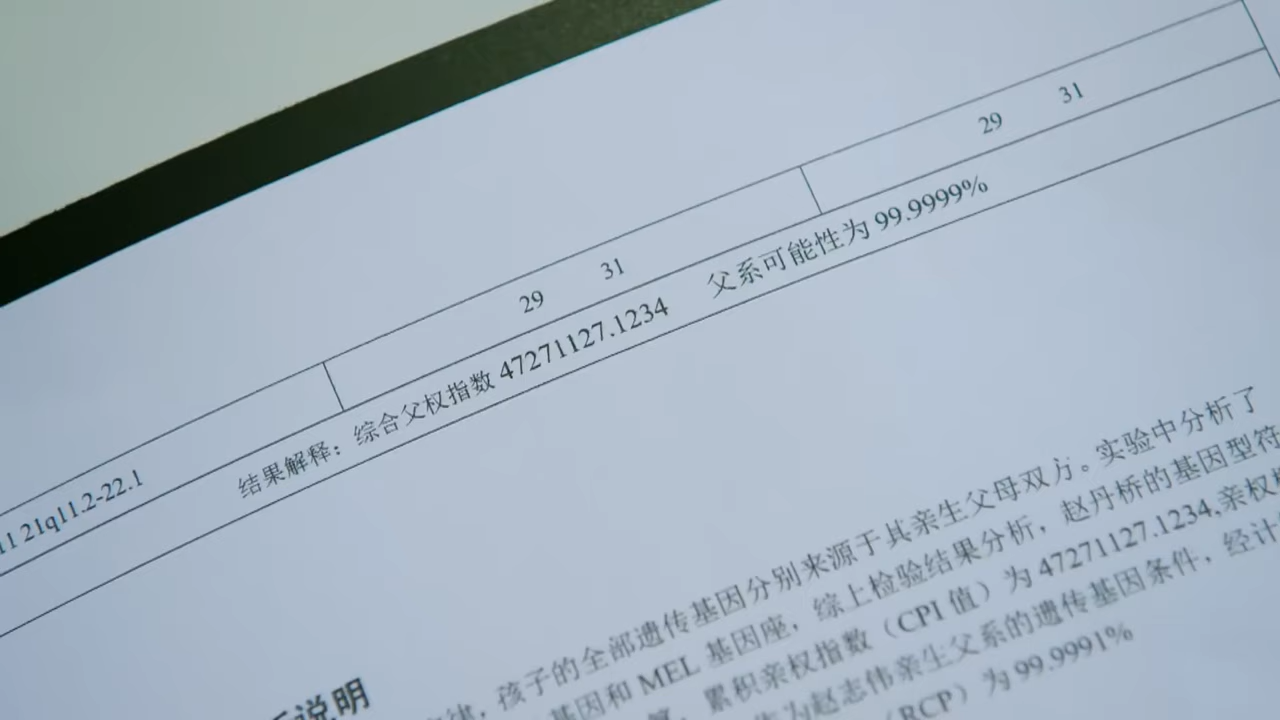 29 31
29 31
11 21q11.2-22.1
结果解释：综合父权指数 47271127.1234 父系可能性为 99.9999%
说明
律，孩子的全部遗传基因分别来源于其亲生父母双方。实验中分析了
基因和 MEL 基因座，综上检验结果分析，赵丹桥的基因型符
累积亲权指数（CPI 值）为 47271127.1234,亲权
为赵志伟亲生父系的遗传基因条件，经计
（RCP）为 99.9991%